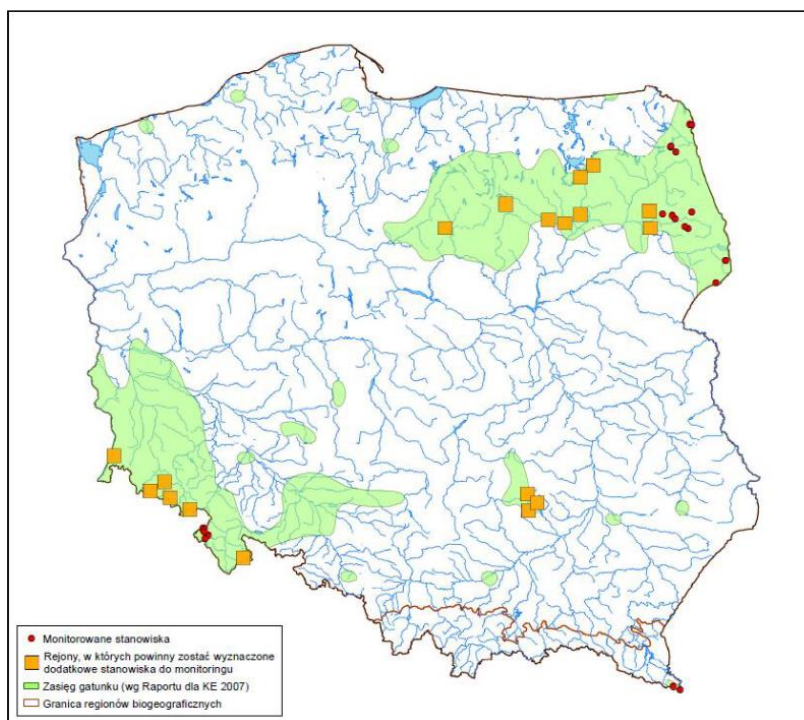 Monitorowane stanowiska
Rejony, w których powinny zostać wyznaczone
dodatkowe stanowiska do monitoringu
Zasięg gatunku (wg Raportu dla KE 2007)
Granica regionów biogeograficznych